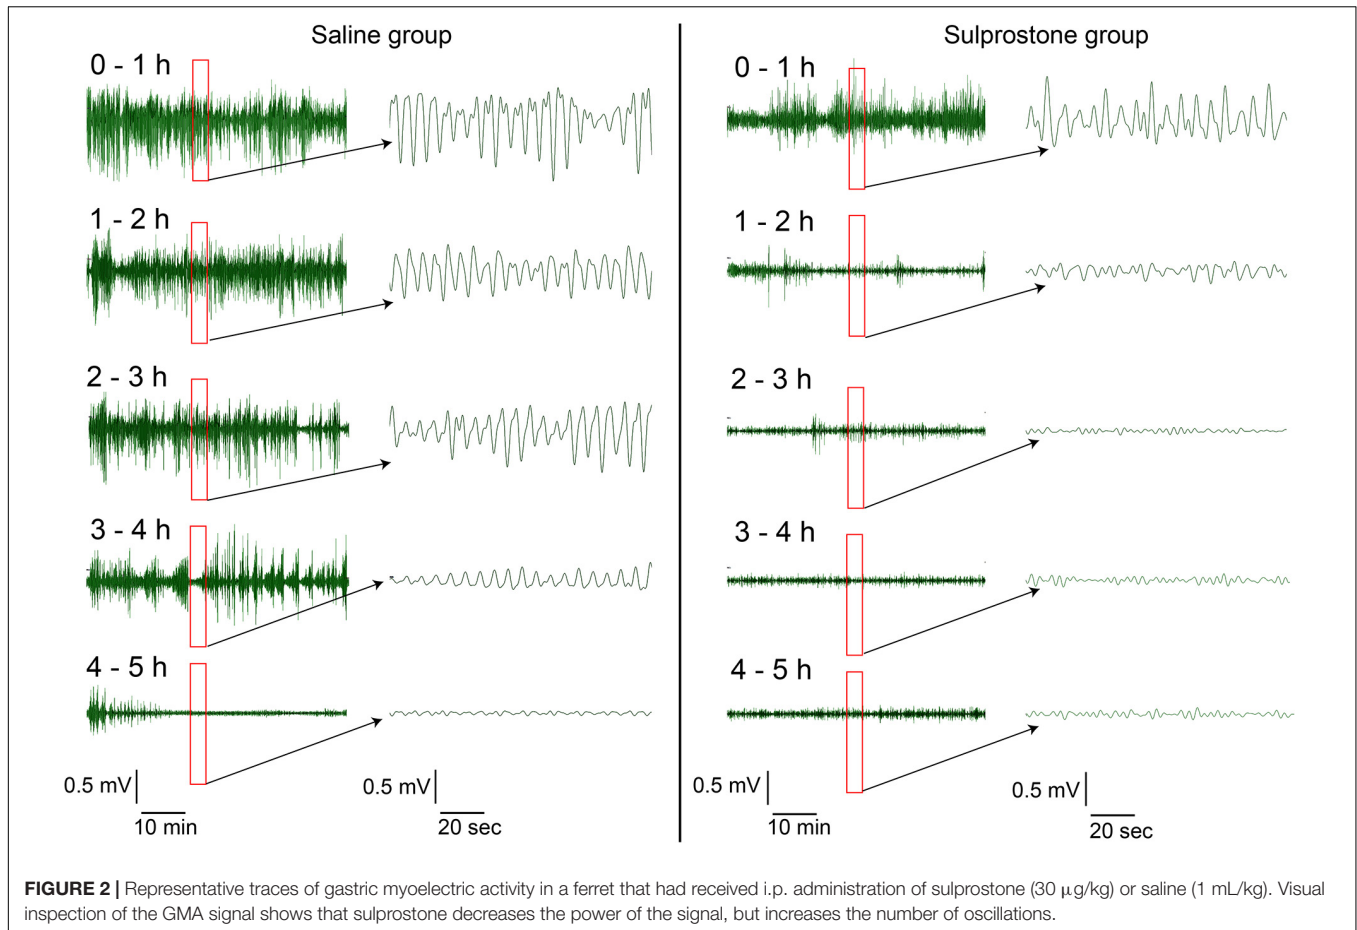 Saline group
0 - 1 h
1 - 2 h
2 - 3 h
3 - 4 h
4 - 5 h
0.5 mV
10 min
0.5 mV
20 sec
Sulprostone group
0 - 1 h
1 - 2 h
2 - 3 h
3 - 4 h
4 - 5 h
0.5 mV
10 min
0.5 mV
20 sec
FIGURE 2 | Representative traces of gastric myoelectric activity in a ferret that had received i.p. administration of sulprostone (30 μg/kg) or saline (1 mL/kg). Visual
inspection of the GMA signal shows that sulprostone decreases the power of the signal, but increases the number of oscillations.